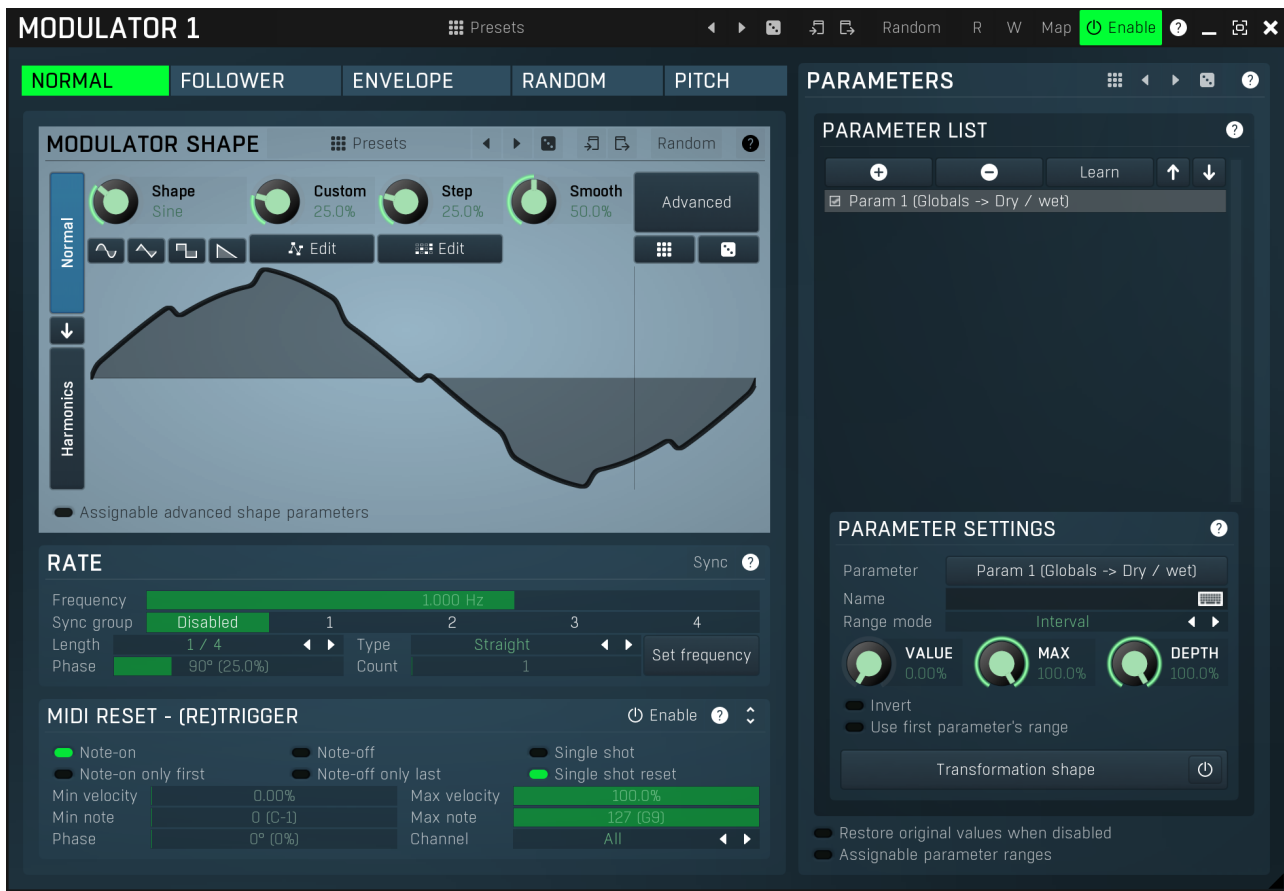 MODULATOR 1 Presets Random R W Map Enable ?
NORMAL FOLLOWER ENVELOPE RANDOM PITCH
MODULATOR SHAPE Presets Random ?
Normal
Harmonics
Shape Sine Custom 25.0% Step 25.0% Smooth 50.0% Advanced
Edit Edit
Assignable advanced shape parameters
RATE Sync ?
Frequency 1.000 Hz
Sync group Disabled 1 2 3 4
Length 1 / 4 Type Straight Set frequency
Phase 90° (25.0%) Count 1
MIDI RESET - (RE)TRIGGER Enable ?
Note-on Note-off Single shot
Note-on only first Note-off only last Single shot reset
Min velocity 0.00% Max velocity 100.0%
Min note 0 (C-1) Max note 127 (G9)
Phase 0° (0%) Channel All
PARAMETERS ?
PARAMETER LIST ?
Learn
Param 1 (Globals -> Dry / wet)
PARAMETER SETTINGS ?
Parameter Param 1 (Globals -> Dry / wet)
Name
Range mode Interval
VALUE 0.00% MAX 100.0% DEPTH 100.0%
Invert
Use first parameter's range
Transformation shape
Restore original values when disabled
Assignable parameter ranges